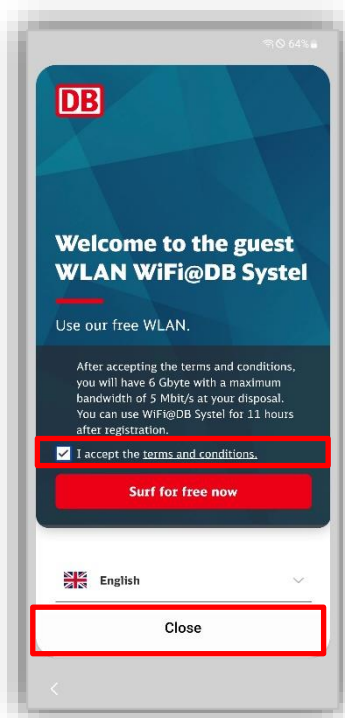 64%
DB
Welcome to the guest
WLAN WiFi@DB Systel
Use our free WLAN.
After accepting the terms and conditions,
you will have 6 Gbyte with a maximum
bandwidth of 5 Mbit/s at your disposal.
You can use WiFi@DB Systel for 11 hours
after registration.
I accept the terms and conditions.
Surf for free now
English
Close